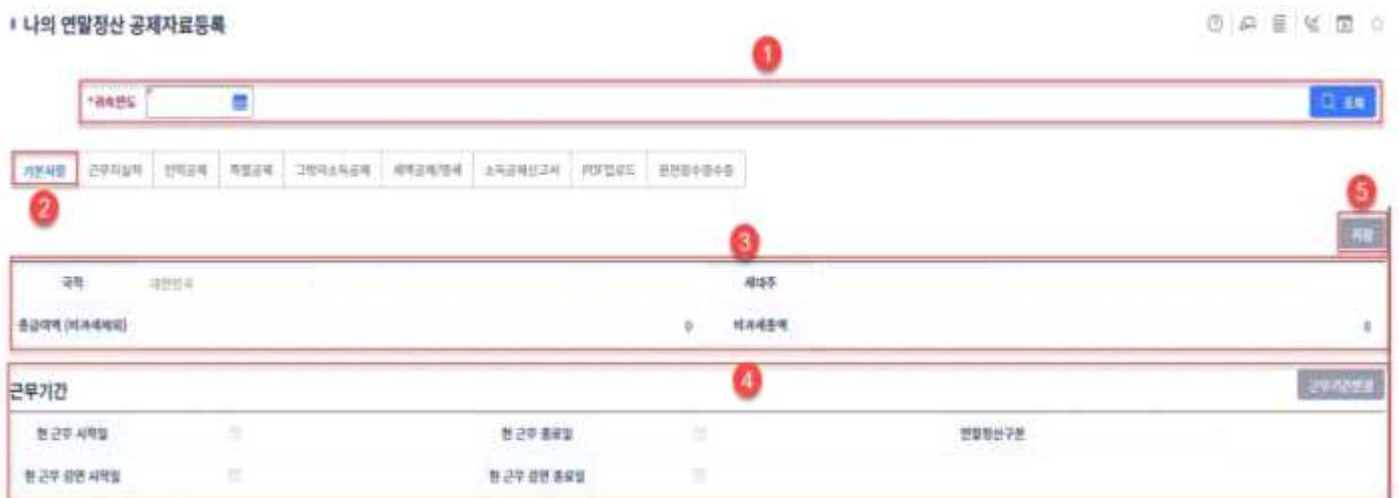 나의 연말정산 공제자료등록
1
*귀속연도
조회
기본사항 근무지실적 인적공제 특별공제 그밖의소득공제 세액공제/명세 소득공제신고서 PDF업로드 원천징수영수증
2
5
저장
3
국적 대한민국 세대주
총급여액 (비과세제외) 0 비과세총액 0
4
근무기간 근무기간변경
현 근무 시작일 현 근무 종료일 연말정산구분
현 근무 감면 시작일 현 근무 감면 종료일